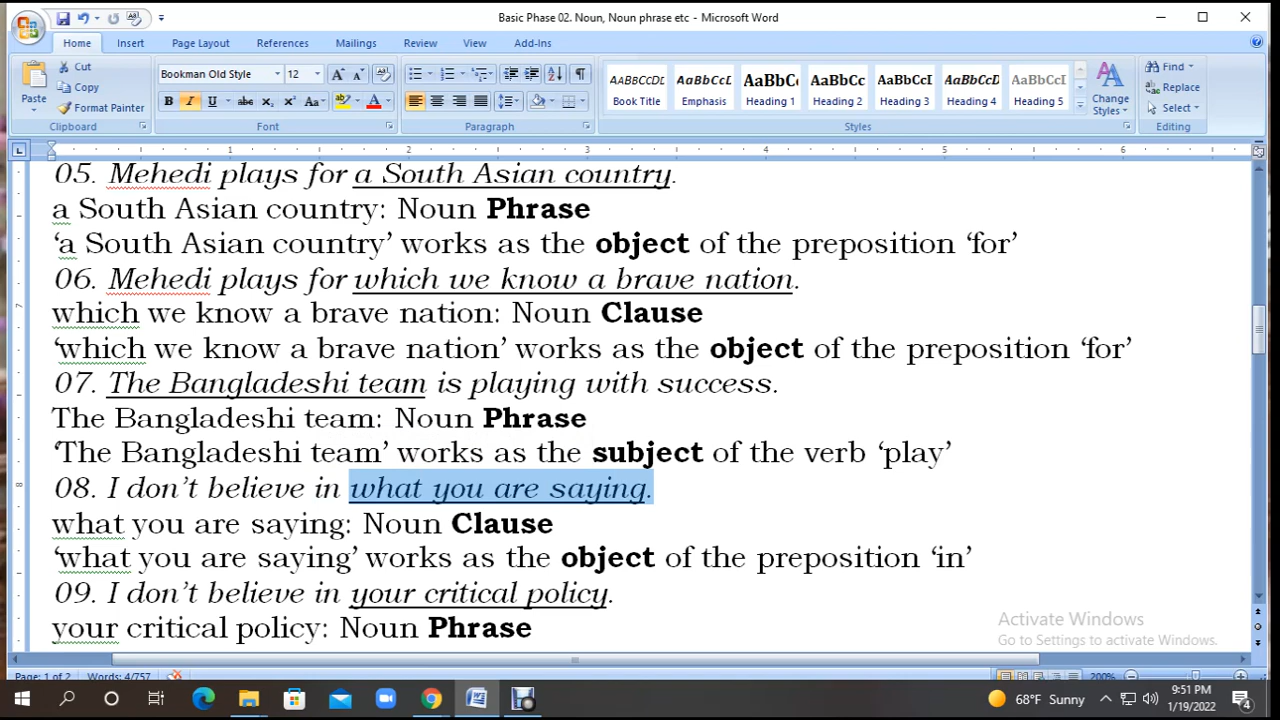 Basic Phase 02. Noun, Noun phrase etc - Microsoft Word
Home Insert Page Layout References Mailings Review View Add-Ins
Paste Cut Copy Format Painter Clipboard
Bookman Old Style 12 Font
Paragraph
AABBCCDD AaBbCcL AaBbC AaBbCc AaBbCcI AaBbCcD AaBbCcI
Book Title Emphasis Heading 1 Heading 2 Heading 3 Heading 4 Heading 5 Change Styles Styles
Find Replace Select Editing
1 2 3 4 5 6
05. Mehedi plays for a South Asian country.
a South Asian country: Noun Phrase
‘a South Asian country’ works as the object of the preposition ‘for’
06. Mehedi plays for which we know a brave nation.
which we know a brave nation: Noun Clause
‘which we know a brave nation’ works as the object of the preposition ‘for’
07. The Bangladeshi team is playing with success.
The Bangladeshi team: Noun Phrase
‘The Bangladeshi team’ works as the subject of the verb ‘play’
08. I don’t believe in what you are saying.
what you are saying: Noun Clause
‘what you are saying’ works as the object of the preposition ‘in’
09. I don’t believe in your critical policy.
your critical policy: Noun Phrase
Activate Windows
Go to Settings to activate Windows.
Page: 1 of 2 Words: 4/757 200%
68°F Sunny 9:51 PM
1/19/2022